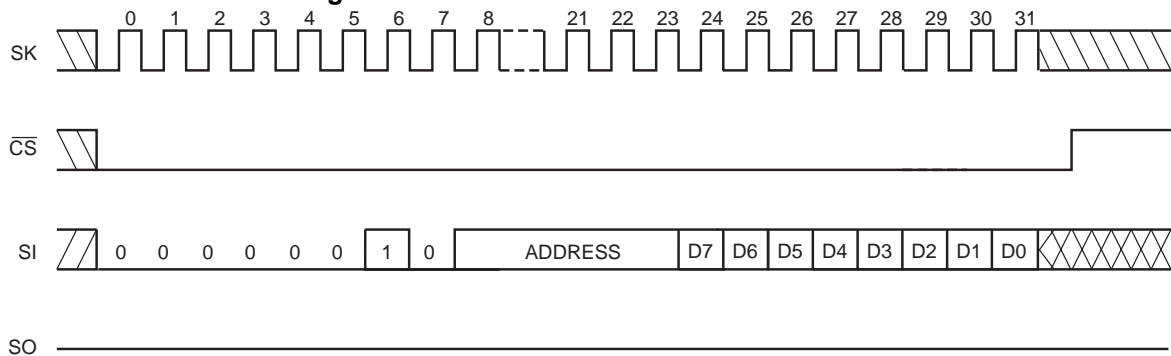 0 1 2 3 4 5 6 7 8 21 22 23 24 25 26 27 28 29 30 31
SK
CS
SI 0 0 0 0 0 0 1 0 ADDRESS D7 D6 D5 D4 D3 D2 D1 D0
SO